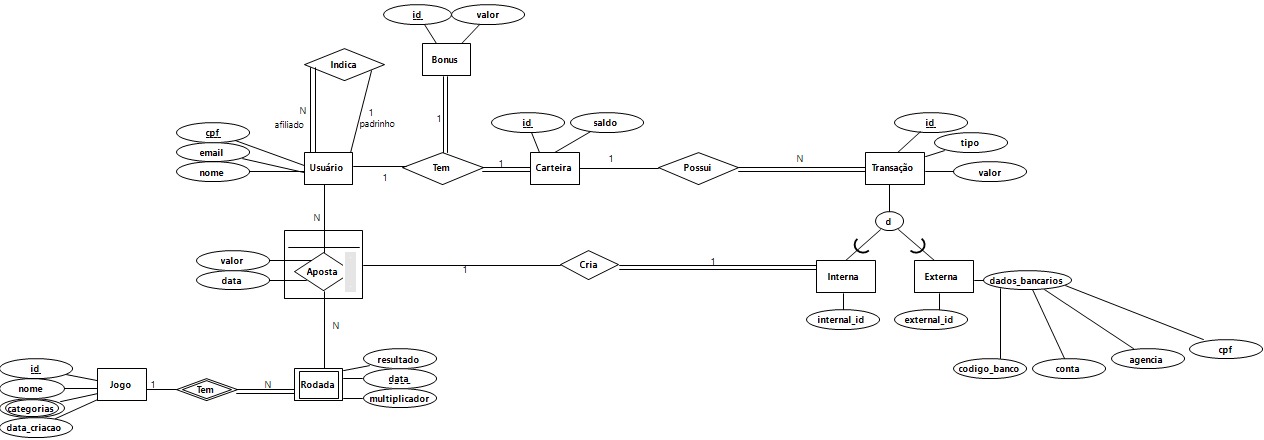 id
valor
Bonus
Indica
N
afiliado
1
padrinho
1
cpf
email
nome
Usuário
1
Tem
1
id
saldo
Carteira
1
Possui
N
id
tipo
valor
Transação
d
N
valor
data
Aposta
1
Cria
1
Interna
Externa
dados_bancarios
internal_id
external_id
codigo_banco
conta
agencia
cpf
N
id
nome
categorias
data_criacao
Jogo
1
Tem
N
Rodada
resultado
data
multiplicador